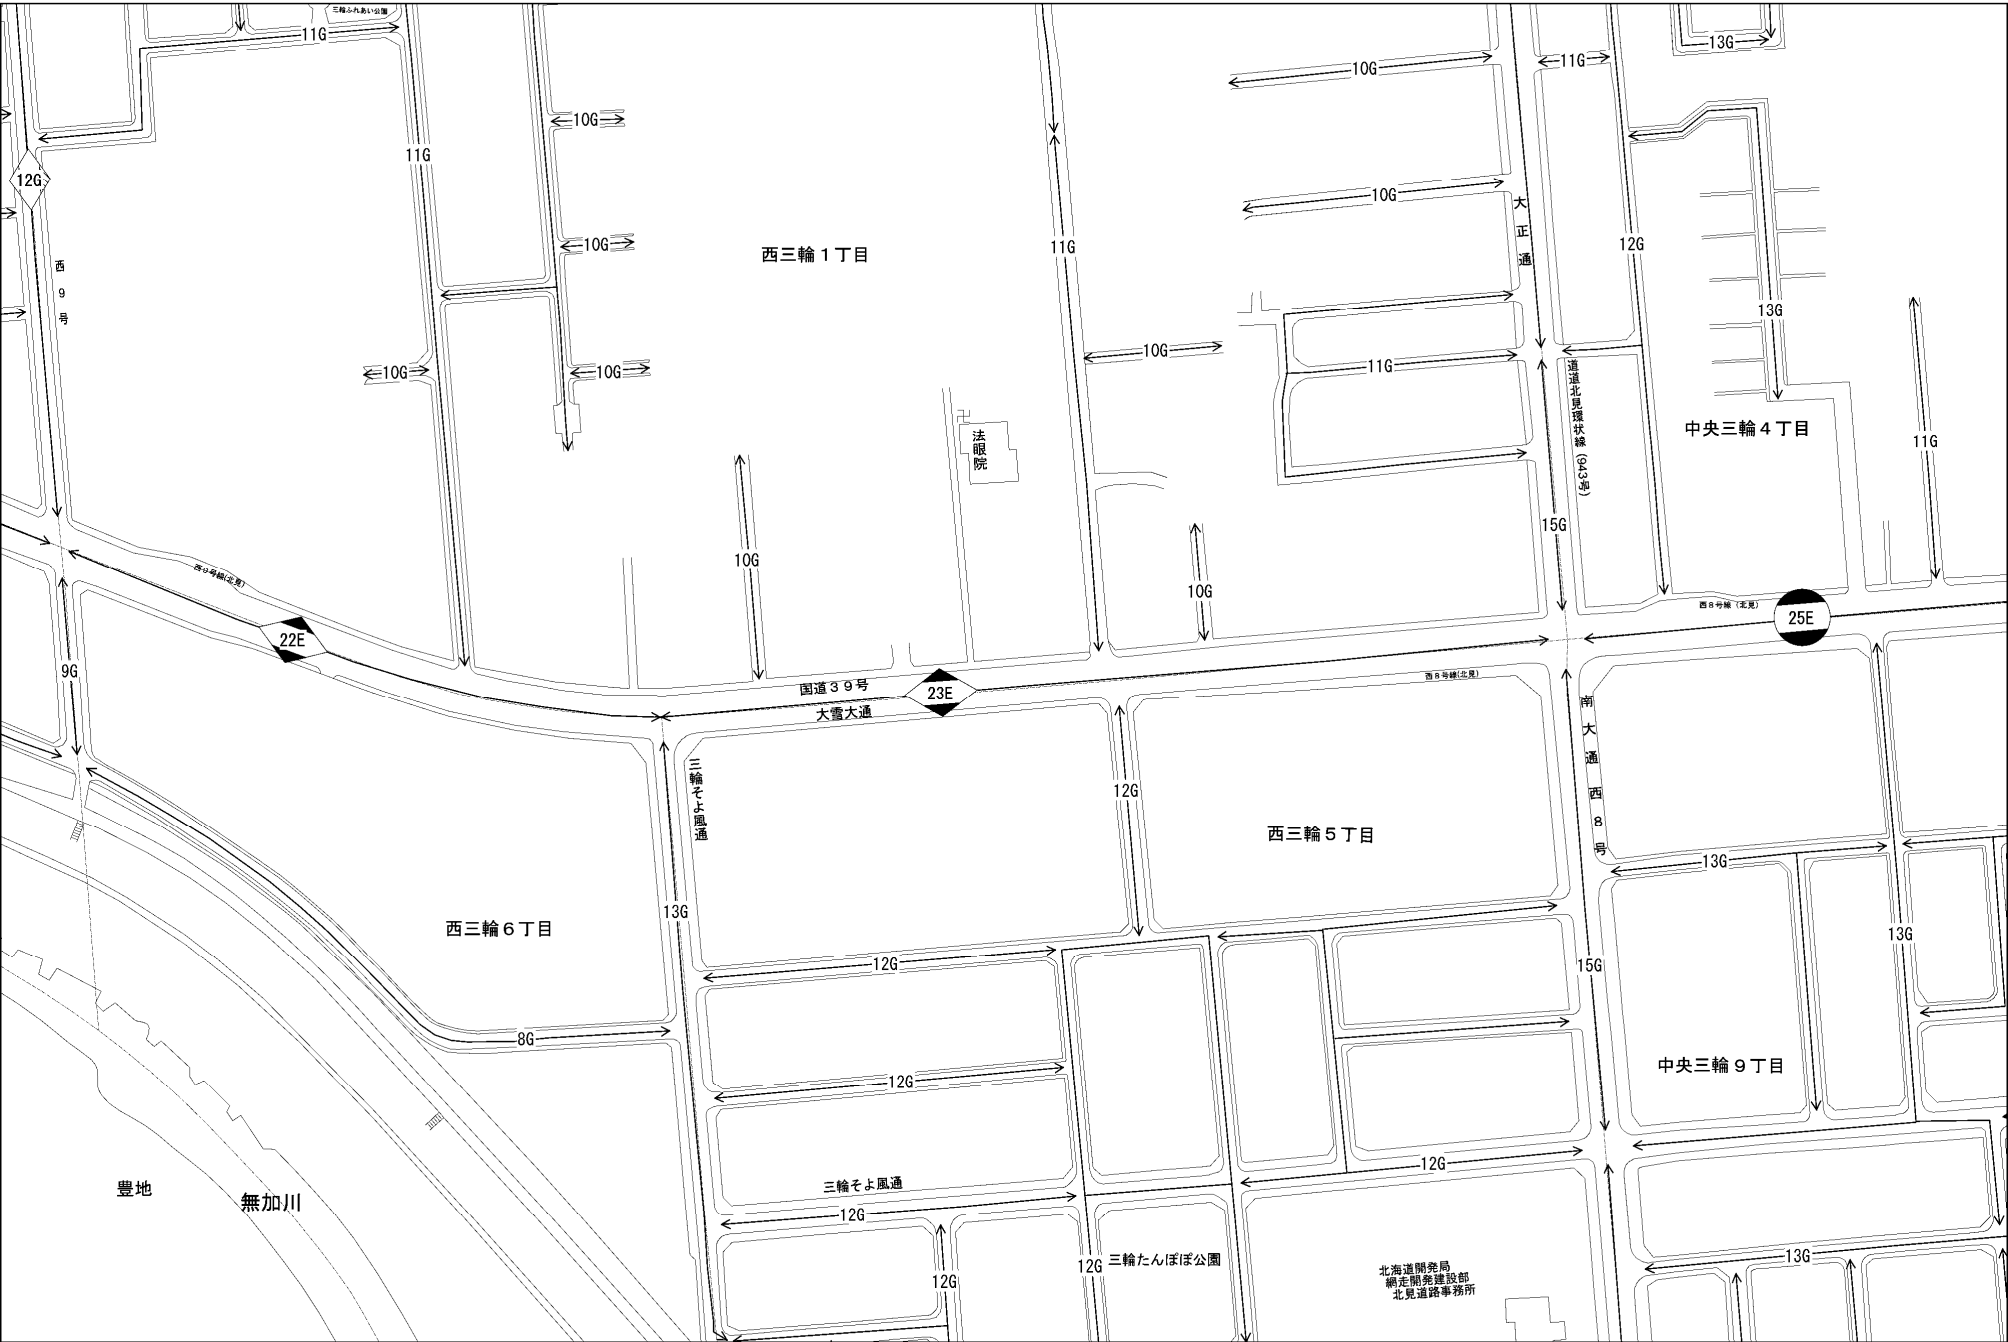 三輪ふれあい公園
11G
13G
10G
11G
10G
11G
12G
10G
大正通
11G
10G
12G
西三輪１丁目
西９号
13G
10G
10G
10G
10G
11G
道道北見環状線(943号)
中央三輪４丁目
法眼院
11G
15G
10G
10G
西９号線(北見)
西８号線(北見)
25E
22E
9G
西８号線(北見)
国道３９号
23E
大雪大通
南大通西８号
三輪そよ風通
12G
西三輪５丁目
13G
13G
西三輪６丁目
13G
12G
15G
8G
中央三輪９丁目
12G
12G
豊地
三輪そよ風通
無加川
12G
13G
三輪たんぽぽ公園
12G
12G
北海道開発局
網走開発建設部
北見道路事務所